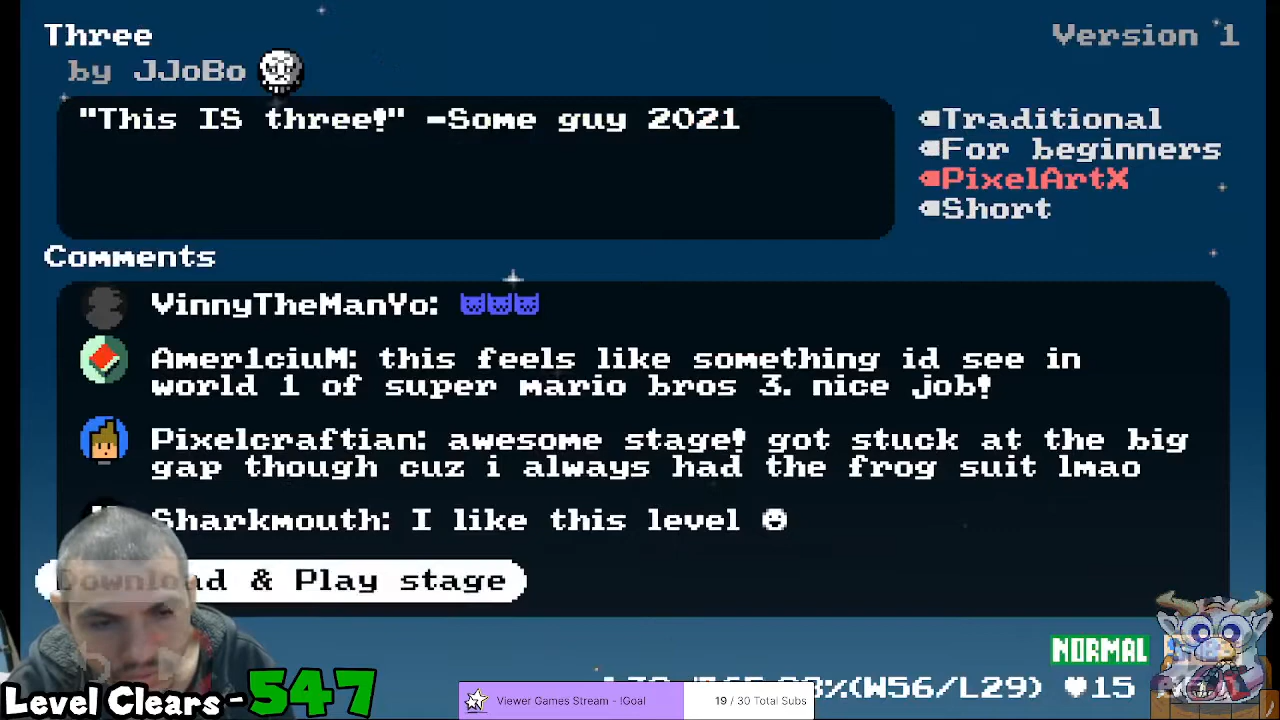 Three
Version 1
by JJoBo
"This IS three!" -Some guy 2021
Traditional
For beginners
PixelArtX
Short
Comments
VinnyTheManYo:
Amer1ciuM: this feels like something id see in
world 1 of super mario bros 3. nice job!
Pixelcraftian: awesome stage! got stuck at the big
gap though cuz i always had the frog suit lmao
Sharkmouth: I like this level
Download & Play stage
NORMAL
(W56/L29) ♥15
Level Clears - 547
Viewer Games Stream - !Goal
19 / 30 Total Subs